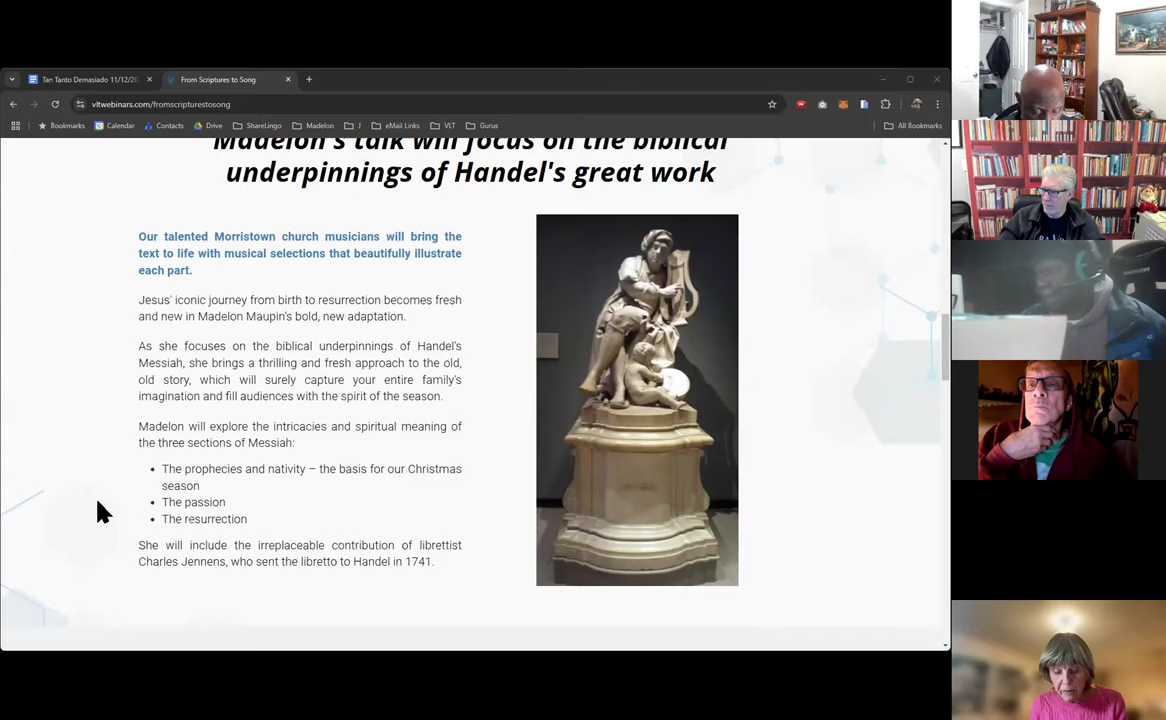 Tan Tanto Demasiado 11/12/20
From Scriptures to Song
vltwebinars.com/fromscripturestosong
Bookmarks Calendar Contacts Drive ShareLingo Madelon J eMail Links VLT Gurus All Bookmarks
Madelon's talk will focus on the biblical
underpinnings of Handel's great work
Our talented Morristown church musicians will bring the
text to life with musical selections that beautifully illustrate
each part.
Jesus' iconic journey from birth to resurrection becomes fresh
and new in Madelon Maupin's bold, new adaptation.
As she focuses on the biblical underpinnings of Handel's
Messiah, she brings a thrilling and fresh approach to the old,
old story, which will surely capture your entire family's
imagination and fill audiences with the spirit of the season.
Madelon will explore the intricacies and spiritual meaning of
the three sections of Messiah:
• The prophecies and nativity – the basis for our Christmas
season
• The passion
• The resurrection
She will include the irreplaceable contribution of librettist
Charles Jennens, who sent the libretto to Handel in 1741.